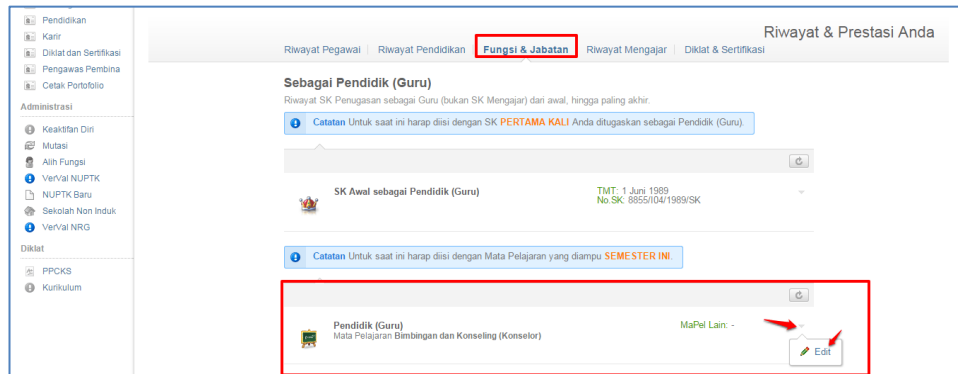 Pendidikan
Karir
Diklat dan Sertifikasi
Pengawas Pembina
Cetak Portofolio
Administrasi
Keaktifan Diri
Mutasi
Alih Fungsi
VerVal NUPTK
NUPTK Baru
Sekolah Non Induk
VerVal NRG
Diklat
PPCKS
Kurikulum
Riwayat & Prestasi Anda
Riwayat Pegawai Riwayat Pendidikan Fungsi & Jabatan Riwayat Mengajar Diklat & Sertifikasi
Sebagai Pendidik (Guru)
Riwayat SK Penugasan sebagai Guru (bukan SK Mengajar) dari awal, hingga paling akhir.
Catatan Untuk saat ini harap diisi dengan SK PERTAMA KALI Anda ditugaskan sebagai Pendidik (Guru).
SK Awal sebagai Pendidik (Guru) TMT: 1 Juni 1989
No.SK: 8855/I04/1989/SK
Catatan Untuk saat ini harap diisi dengan Mata Pelajaran yang diampu SEMESTER INI.
Pendidik (Guru) MaPel Lain: -
Mata Pelajaran Bimbingan dan Konseling (Konselor)
Edit